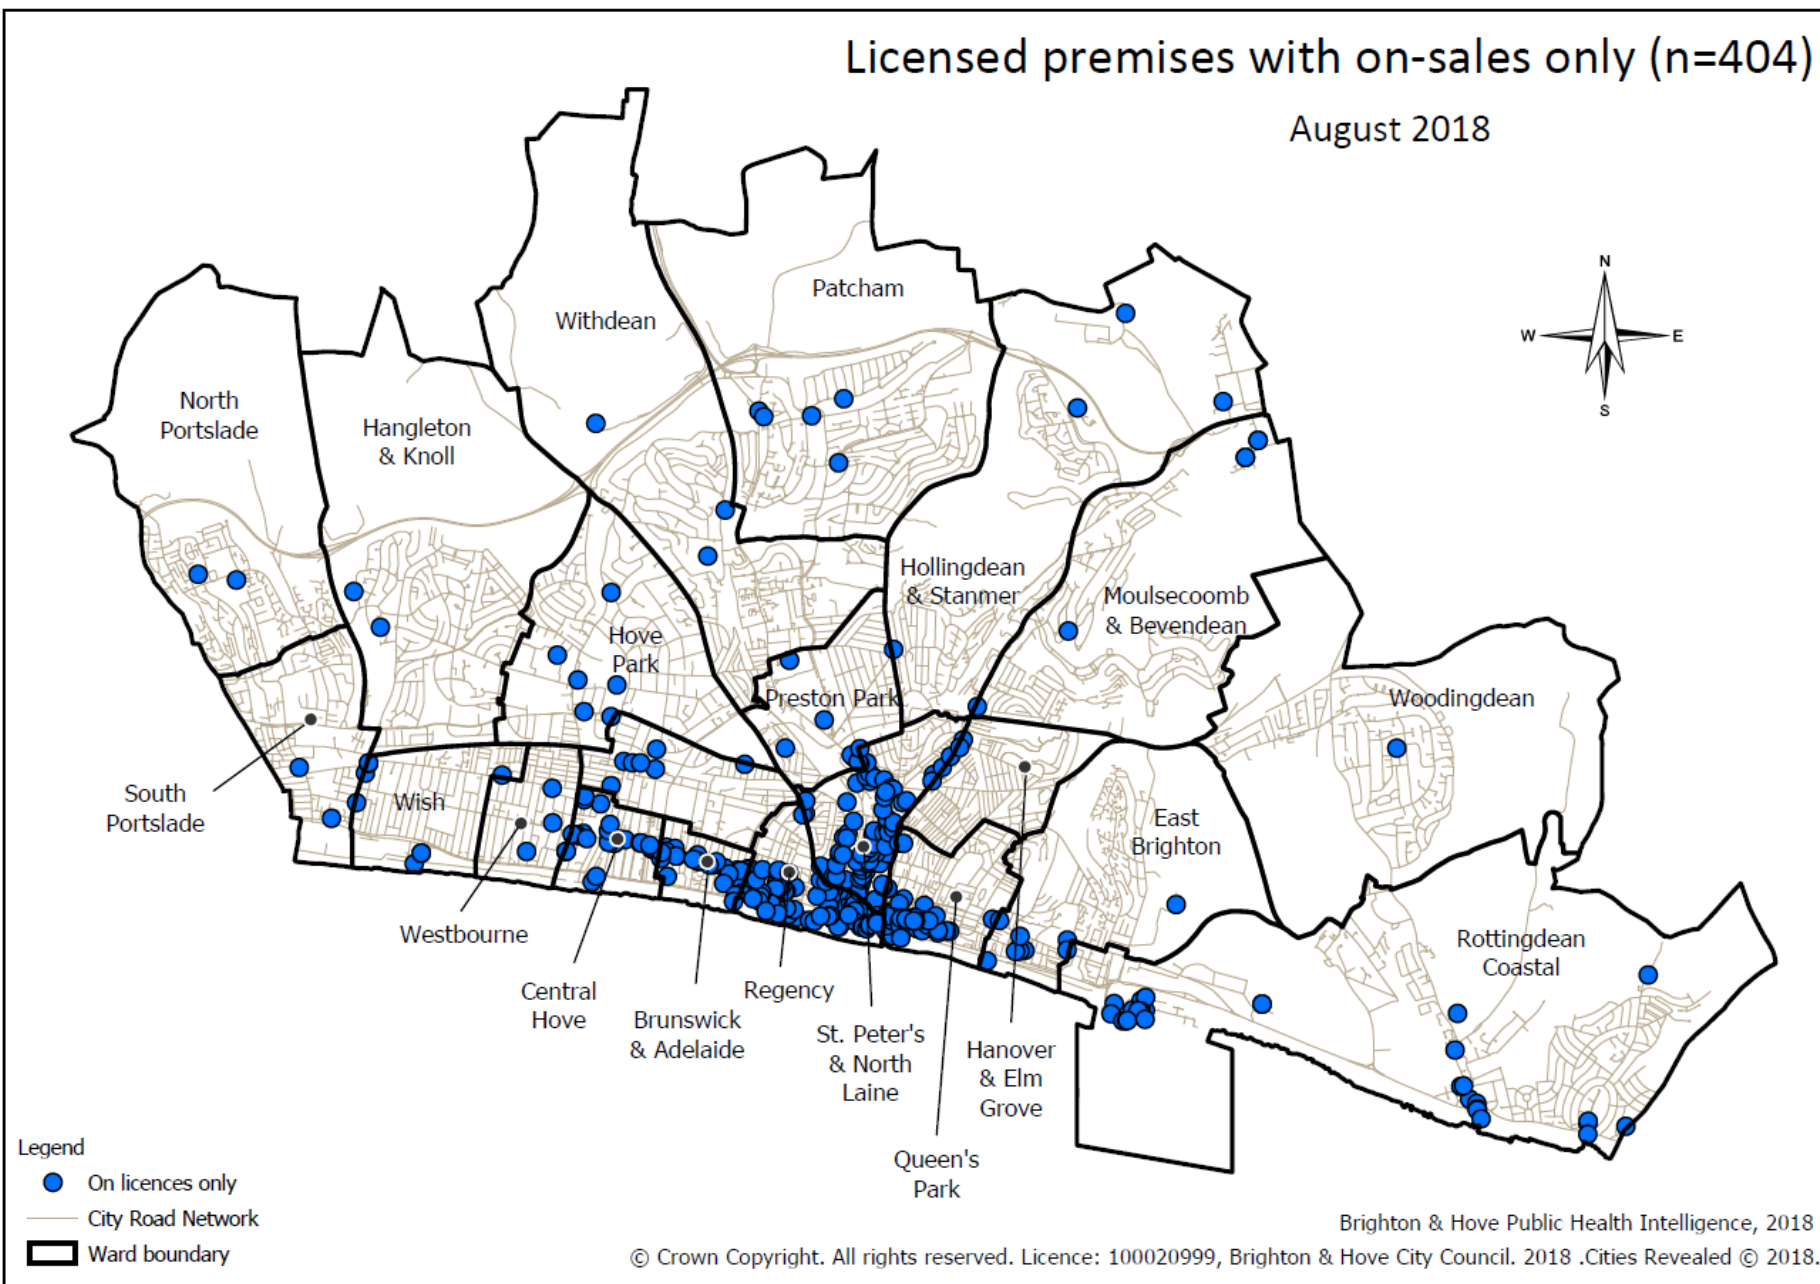 Licensed premises with on-sales only (n=404)
August 2018
N
W
E
S
Patcham
Withdean
North
Portslade
Hangleton
& Knoll
Hollingdean
& Stanmer
Moulsecoomb
& Bevendean
Hove
Park
Preston Park
Woodingdean
South
Portslade
Wish
East
Brighton
Westbourne
Rottingdean
Coastal
Central
Hove
Brunswick
& Adelaide
Regency
St. Peter's
& North
Laine
Hanover
& Elm
Grove
Queen's
Park
Legend
On licences only
City Road Network
Ward boundary
Brighton & Hove Public Health Intelligence, 2018
© Crown Copyright. All rights reserved. Licence: 100020999, Brighton & Hove City Council. 2018 .Cities Revealed © 2018.